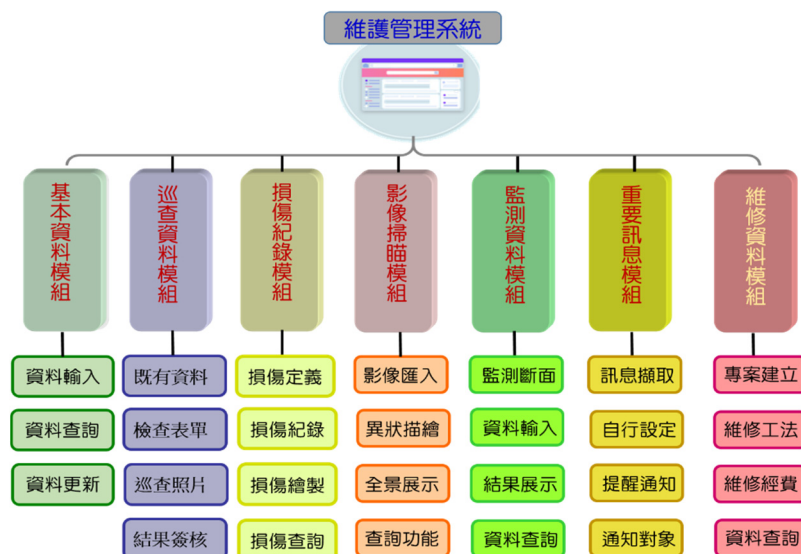 維護管理系統
基本資料模組
巡查資料模組
損傷紀錄模組
影像掃瞄模組
監測資料模組
重要訊息模組
維修資料模組
資料輸入
既有資料
損傷定義
影像匯入
監測斷面
訊息擷取
專案建立
資料查詢
檢查表單
損傷紀錄
異狀描繪
資料輸入
自行設定
維修工法
資料更新
巡查照片
損傷繪製
全景展示
結果展示
提醒通知
維修經費
結果簽核
損傷查詢
查詢功能
資料查詢
通知對象
資料查詢